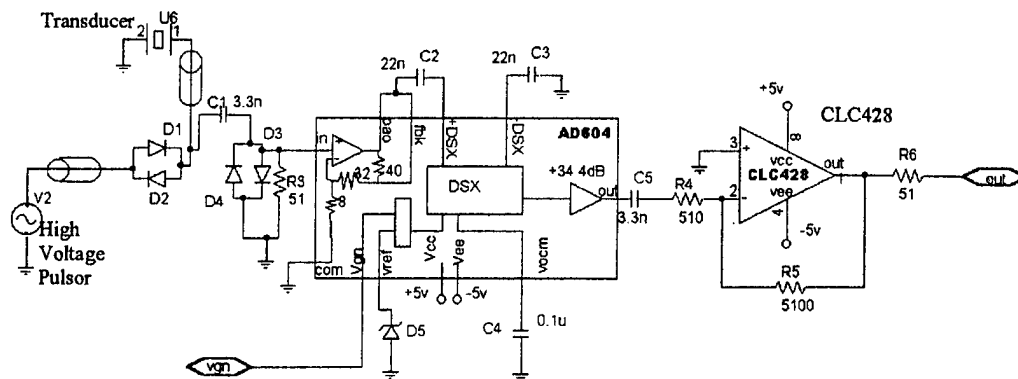 Transducer
U6
2
1
C1
3.3n
D1
D2
V2
High
Voltage
Pulsor
D3
D4
R3
51
22n
C2
22n
C3
in
pao
fbk
+DSX
-DSX
AD604
40
32
8
DSX
+34.4dB
out
com
Vgn
vref
Vcc
Vee
vocm
+5v
-5v
D5
C4
0.1u
vgn
C5
3.3n
R4
510
+5v
CLC428
8
3
+
vcc
out
CLC428
1
2
-
vee
4
-5v
R5
5100
R6
51
out